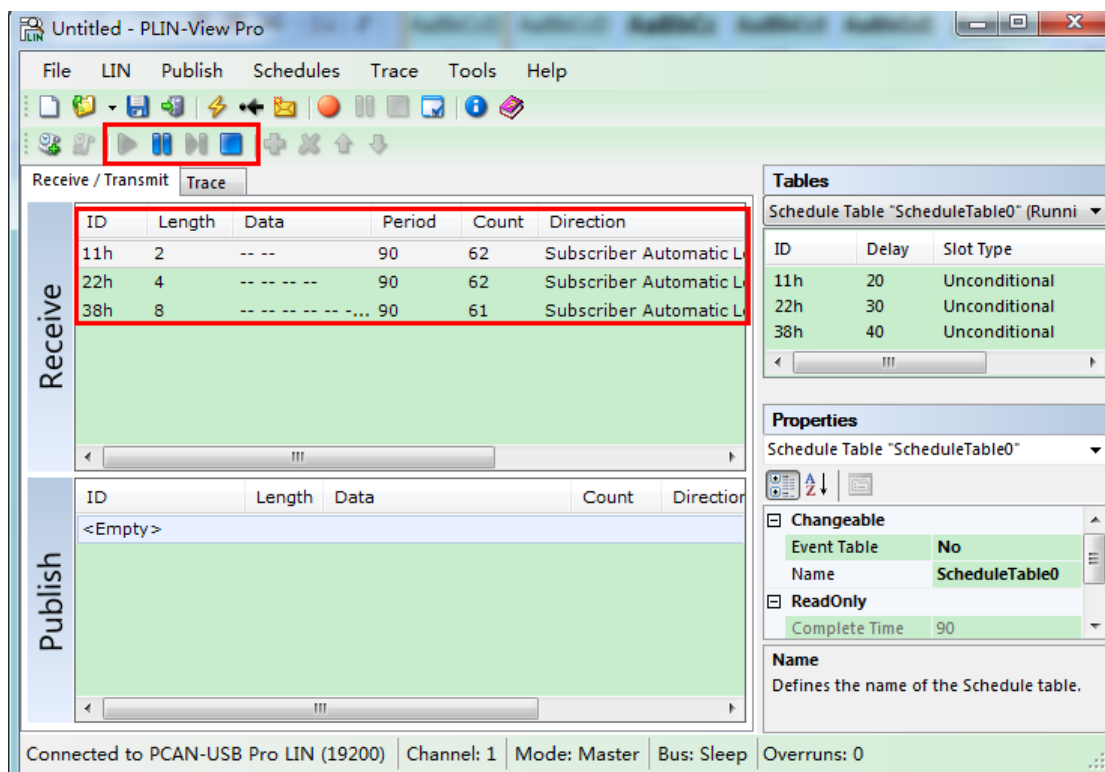 Untitled - PLIN-View Pro
File LIN Publish Schedules Trace Tools Help
Receive / Transmit Trace
Receive
ID Length Data Period Count Direction
11h 2 -- -- 90 62 Subscriber Automatic L
22h 4 -- -- -- -- 90 62 Subscriber Automatic L
38h 8 -- -- -- -- -- -... 90 61 Subscriber Automatic L
Publish
ID Length Data Count Direction
<Empty>
Tables
Schedule Table "ScheduleTable0" (Runni
ID Delay Slot Type
11h 20 Unconditional
22h 30 Unconditional
38h 40 Unconditional
Properties
Schedule Table "ScheduleTable0"
Changeable
Event Table No
Name ScheduleTable0
ReadOnly
Complete Time 90
Name
Defines the name of the Schedule table.
Connected to PCAN-USB Pro LIN (19200) Channel: 1 Mode: Master Bus: Sleep Overruns: 0